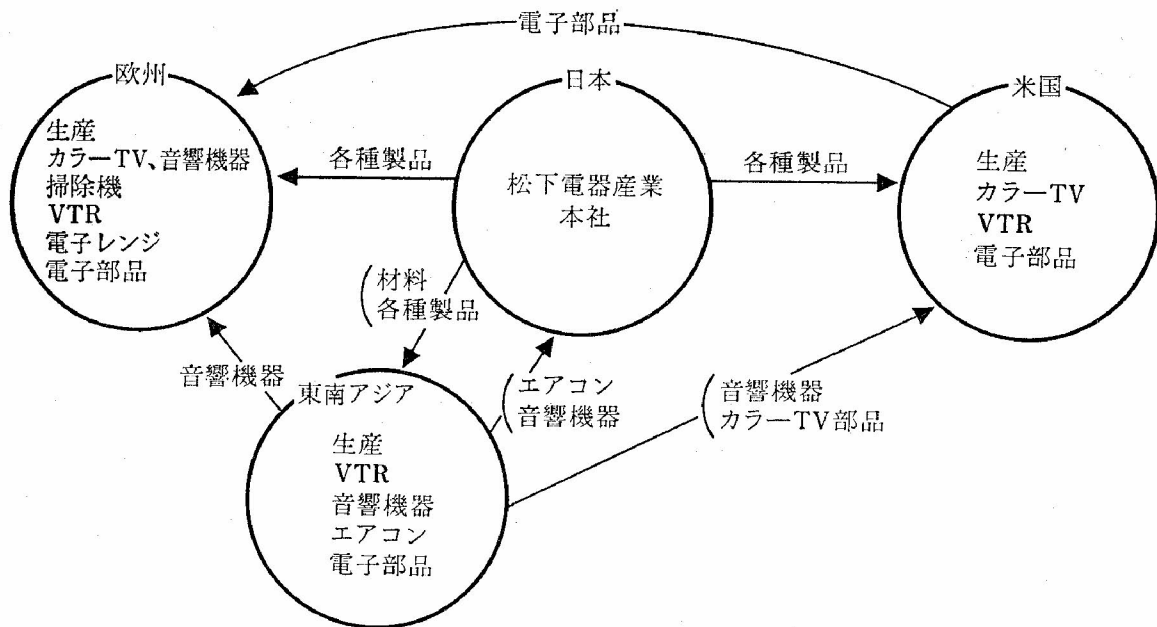 電子部品
欧州
生産
カラーTV、音響機器
掃除機
VTR
電子レンジ
電子部品
各種製品
日本
松下電器産業
本社
各種製品
米国
生産
カラーTV
VTR
電子部品
材料
各種製品
音響機器
エアコン
音響機器
音響機器
カラーTV部品
東南アジア
生産
VTR
音響機器
エアコン
電子部品